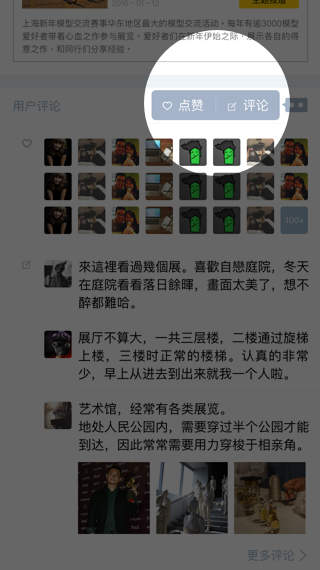 2018-01-12
主题报道
上海新年模型交流赛事华东地区最大的模型交流活动。每年有逾3000模型
爱好者带着心血之作参与展览。爱好者们在新年伊始之际，展示各自的得
意之作，和同行们分享经验。
用户评论
点赞
评论
100+
來這裡看過幾個展。喜歡自戀庭院，冬天
在庭院看看落日餘暉，畫面太美了，想不
醉都難哈。
展厅不算大，一共三层楼，二楼通过旋梯
上楼，三楼时正常的楼梯。认真的非常
少，早上从进去到出来就我一个人啦。
艺术馆，经常有各类展览。
地处人民公园内，需要穿过半个公园才能
到达，因此常常需要用力穿梭于相亲角。
更多评论